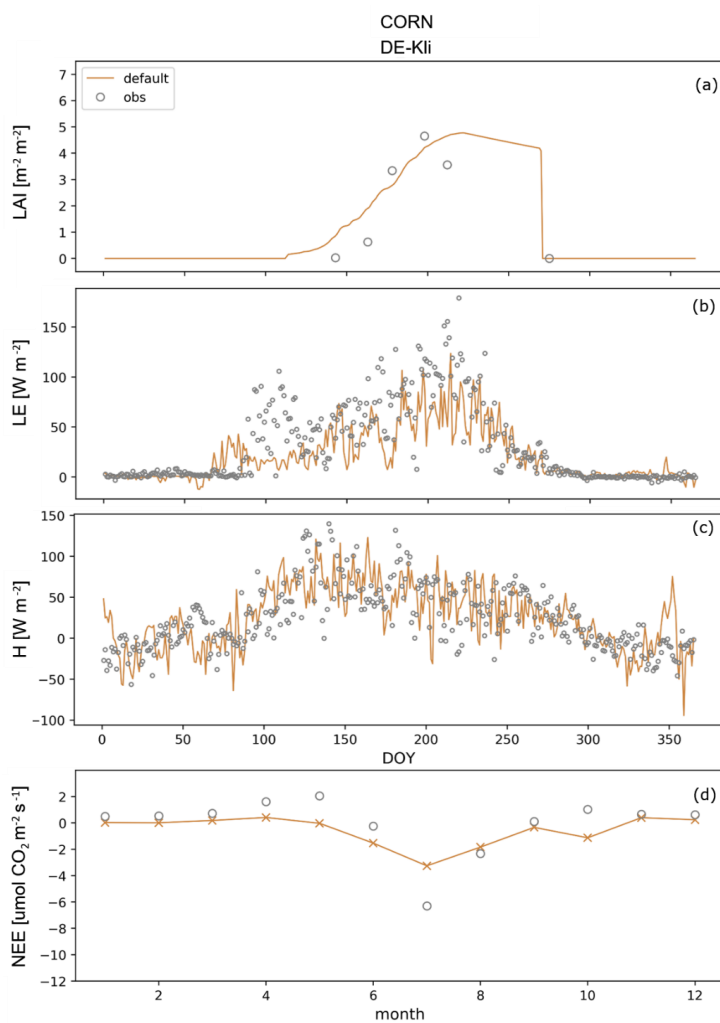 CORN
DE-Kli
7
6
5
4
3
2
1
0
LAI [m⁻² m⁻²]
default
obs
(a)
150
100
50
0
LE [W m⁻²]
(b)
150
100
50
0
−50
−100
H [W m⁻²]
(c)
0 50 100 150 200 250 300 350
DOY
2
0
−2
−4
−6
−8
−10
−12
NEE [umol CO₂ m⁻² s⁻¹]
(d)
2 4 6 8 10 12
month